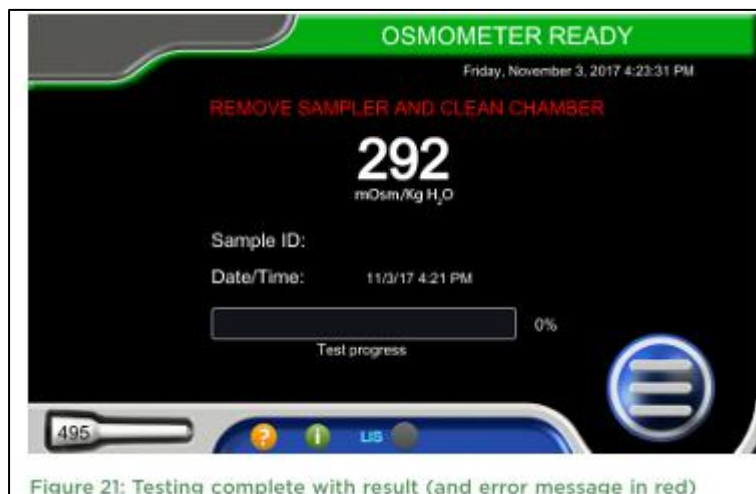 OSMOMETER READY
Friday, November 3, 2017 4:23:31 PM
REMOVE SAMPLER AND CLEAN CHAMBER
292
mOsm/Kg H₂O
Sample ID:
Date/Time: 11/3/17 4:21 PM
0%
Test progress
495 ? i LIS
Figure 21: Testing complete with result (and error message in red)